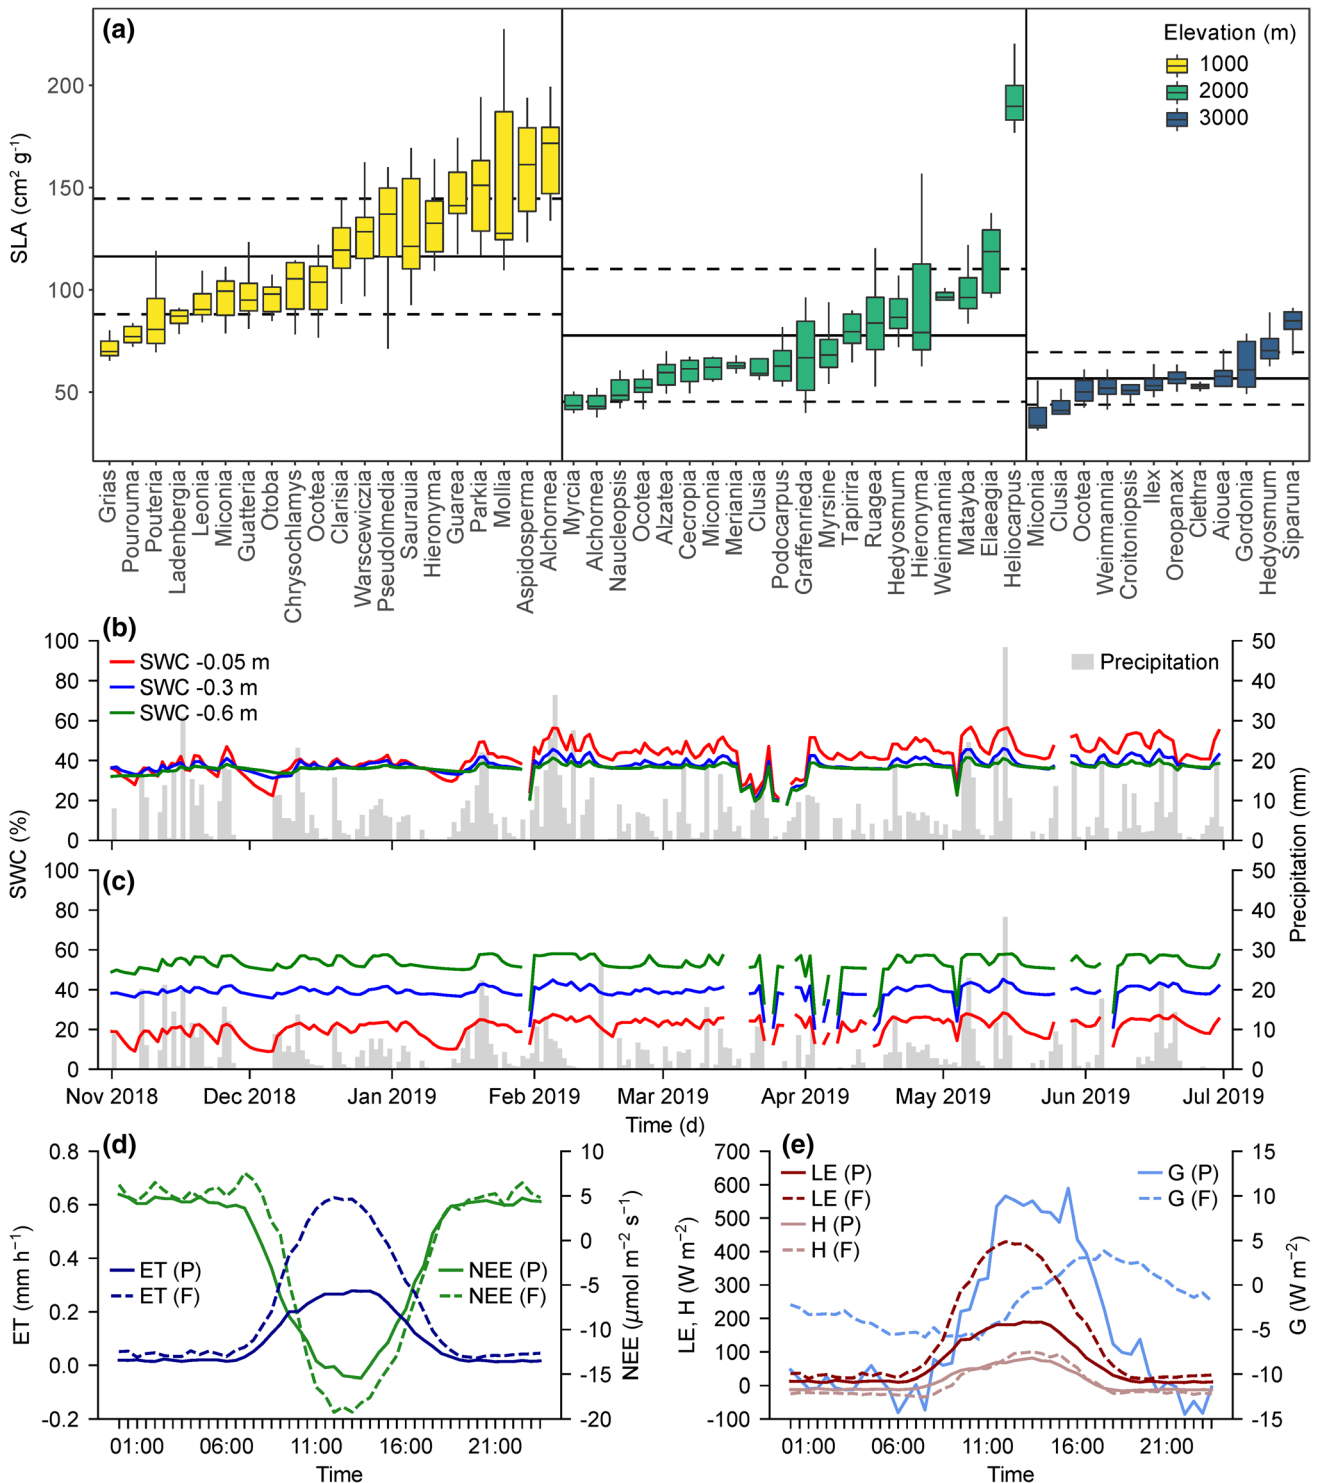 (a)
Elevation (m)
1000
2000
3000
SLA (cm² g⁻¹)
200
150
100
50
Grias
Pourouma
Pouteria
Ladenbergia
Leonia
Miconia
Guatteria
Otoba
Chrysochlamys
Ocotea
Clarisia
Warscewiczia
Pseudolmedia
Saurauia
Hieronyma
Guarea
Parkia
Mollia
Aspidosperma
Alchornea
Myrcia
Alchornea
Naucleopsis
Ocotea
Alzatea
Cecropia
Miconia
Meriania
Clusia
Podocarpus
Graffenrieda
Myrsine
Tapirira
Ruagea
Hedyosmum
Hieronyma
Weinmannia
Matayba
Elaeagia
Heliocarpus
Miconia
Clusia
Ocotea
Weinmannia
Croitoniopsis
Ilex
Oreopanax
Clethra
Aiouea
Gordonia
Hedyosmum
Siparuna
(b)
SWC -0.05 m
SWC -0.3 m
SWC -0.6 m
Precipitation
100
80
60
40
20
0
50
40
30
20
10
0
SWC (%)
Precipitation (mm)
(c)
100
80
60
40
20
0
50
40
30
20
10
0
Nov 2018 Dec 2018 Jan 2019 Feb 2019 Mar 2019 Apr 2019 May 2019 Jun 2019 Jul 2019
Time (d)
(d)
ET (mm h⁻¹)
0.8
0.6
0.4
0.2
0.0
-0.2
ET (P)
ET (F)
NEE (P)
NEE (F)
10
5
0
-5
-10
-15
-20
NEE (μmol m⁻² s⁻¹)
01:00 06:00 11:00 16:00 21:00
Time
(e)
LE, H (W m⁻²)
700
600
500
400
300
200
100
0
-100
LE (P)
LE (F)
H (P)
H (F)
G (P)
G (F)
15
10
5
0
-5
-10
-15
G (W m⁻²)
01:00 06:00 11:00 16:00 21:00
Time